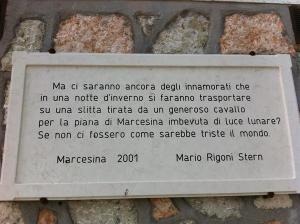 Ma ci saranno ancora degli innamorati che
in una notte d'inverno si faranno trasportare
su una slitta tirata da un generoso cavallo
per la piana di Marcesina imbevuta di luce lunare?
Se non ci fossero come sarebbe triste il mondo.
Marcesina 2001 Mario Rigoni Stern